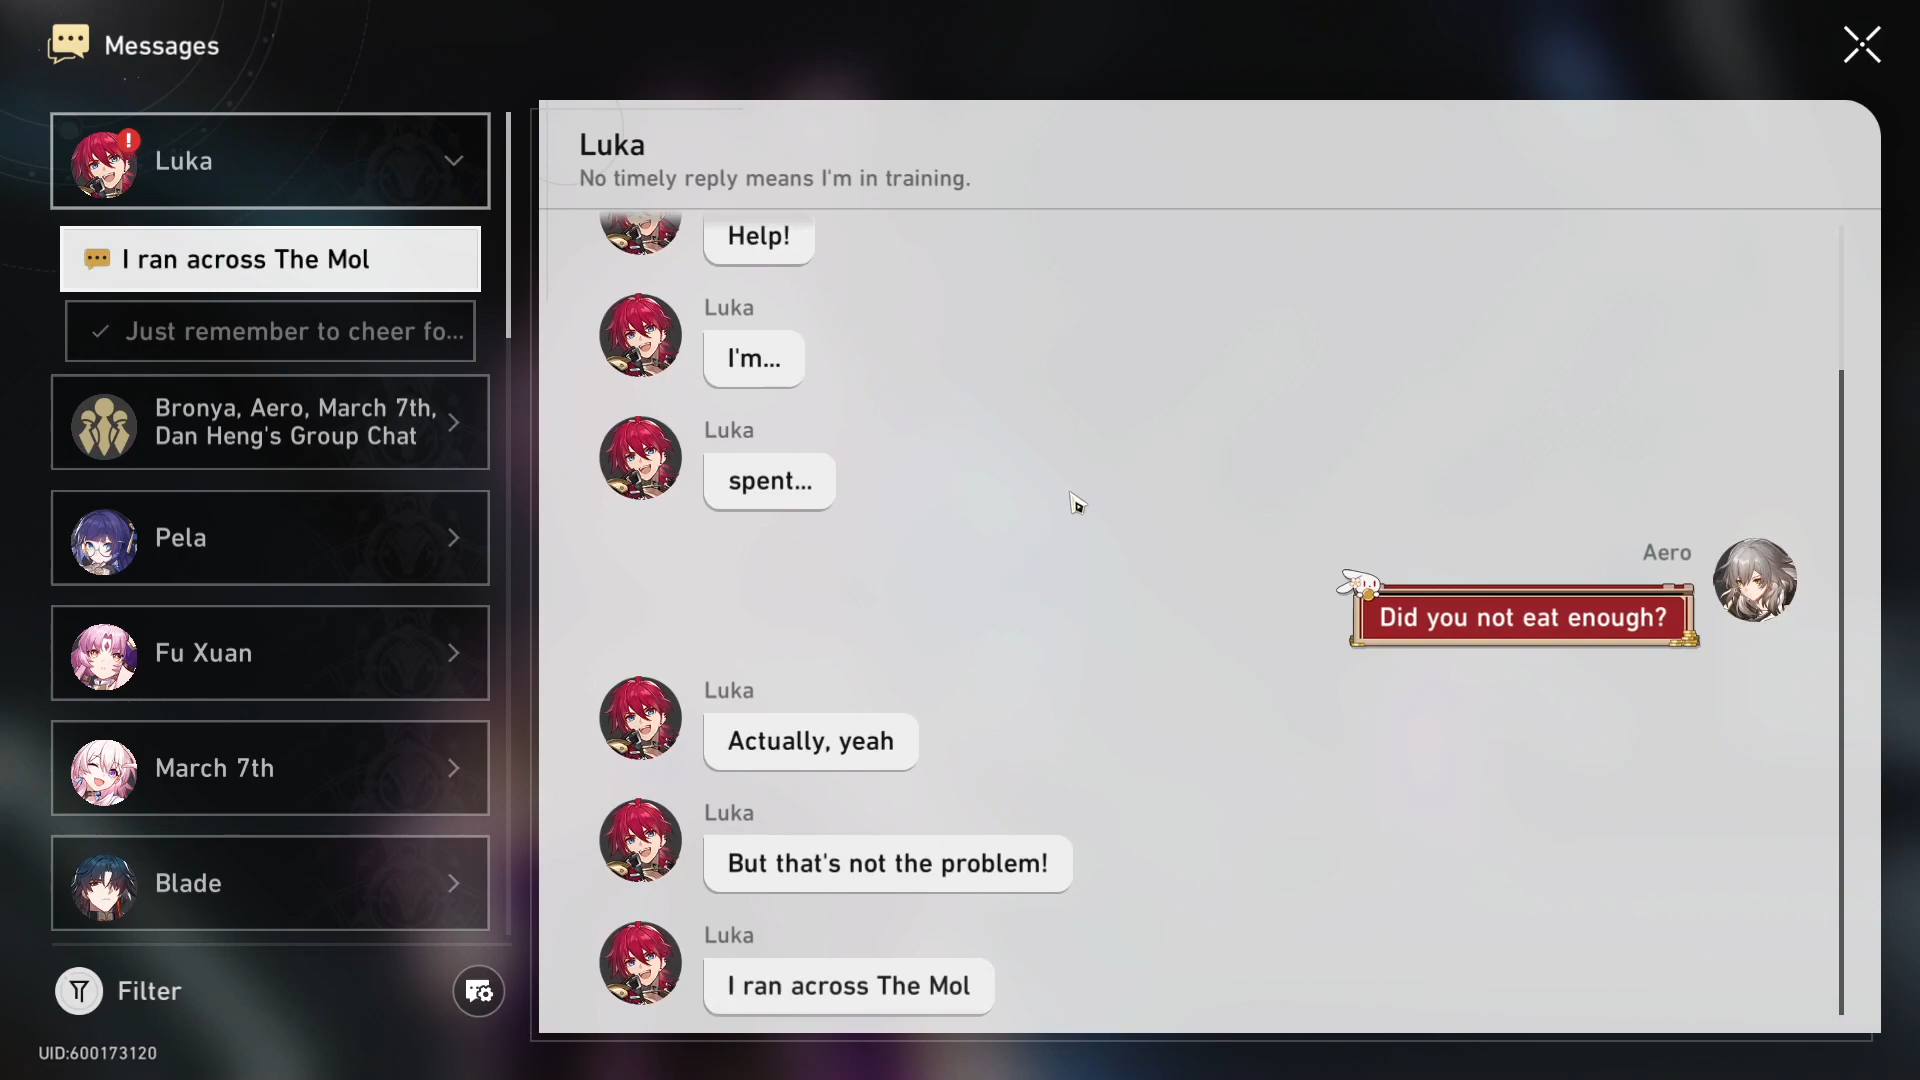 Messages
Luka
I ran across The Mol
Just remember to cheer fo...
Bronya, Aero, March 7th,
Dan Heng's Group Chat
Pela
Fu Xuan
March 7th
Blade
Filter
UID:600173120
Luka
No timely reply means I'm in training.
Help!
Luka
I'm...
Luka
spent...
Aero
Did you not eat enough?
Luka
Actually, yeah
Luka
But that's not the problem!
Luka
I ran across The Mol